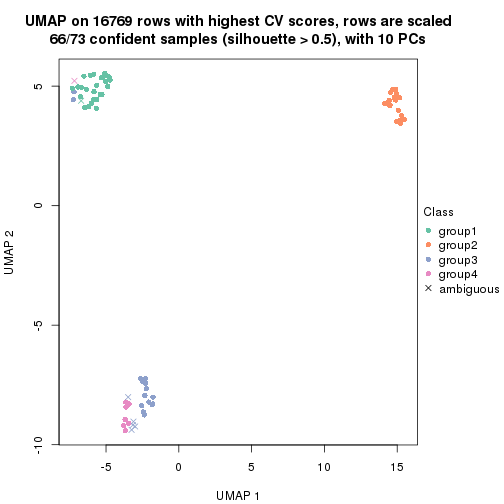 UMAP on 16769 rows with highest CV scores, rows are scaled
66/73 confident samples (silhouette > 0.5), with 10 PCs
5
0
-5
-10
UMAP 2
-5
0
5
10
15
UMAP 1
Class
group1
group2
group3
group4
ambiguous